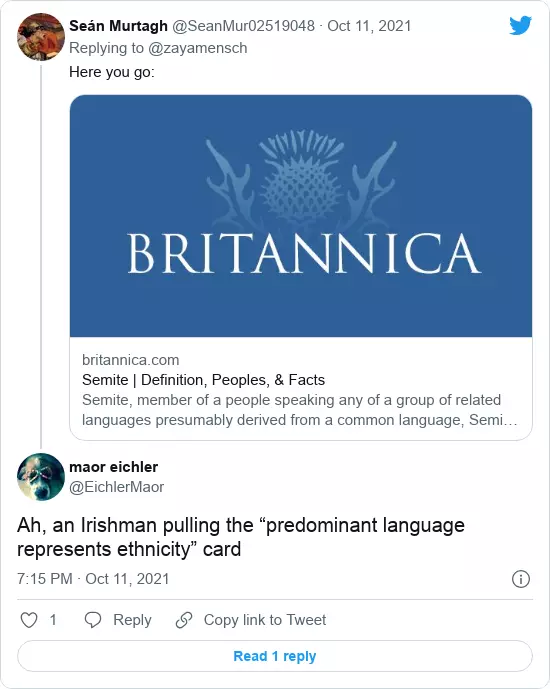 Seán Murtagh @SeanMur02519048 · Oct 11, 2021
Replying to @zayamensch
Here you go:
BRITANNICA
britannica.com
Semite | Definition, Peoples, & Facts
Semite, member of a people speaking any of a group of related
languages presumably derived from a common language, Semi…
maor eichler
@EichlerMaor
Ah, an Irishman pulling the “predominant language
represents ethnicity” card
7:15 PM · Oct 11, 2021
1 Reply Copy link to Tweet
Read 1 reply